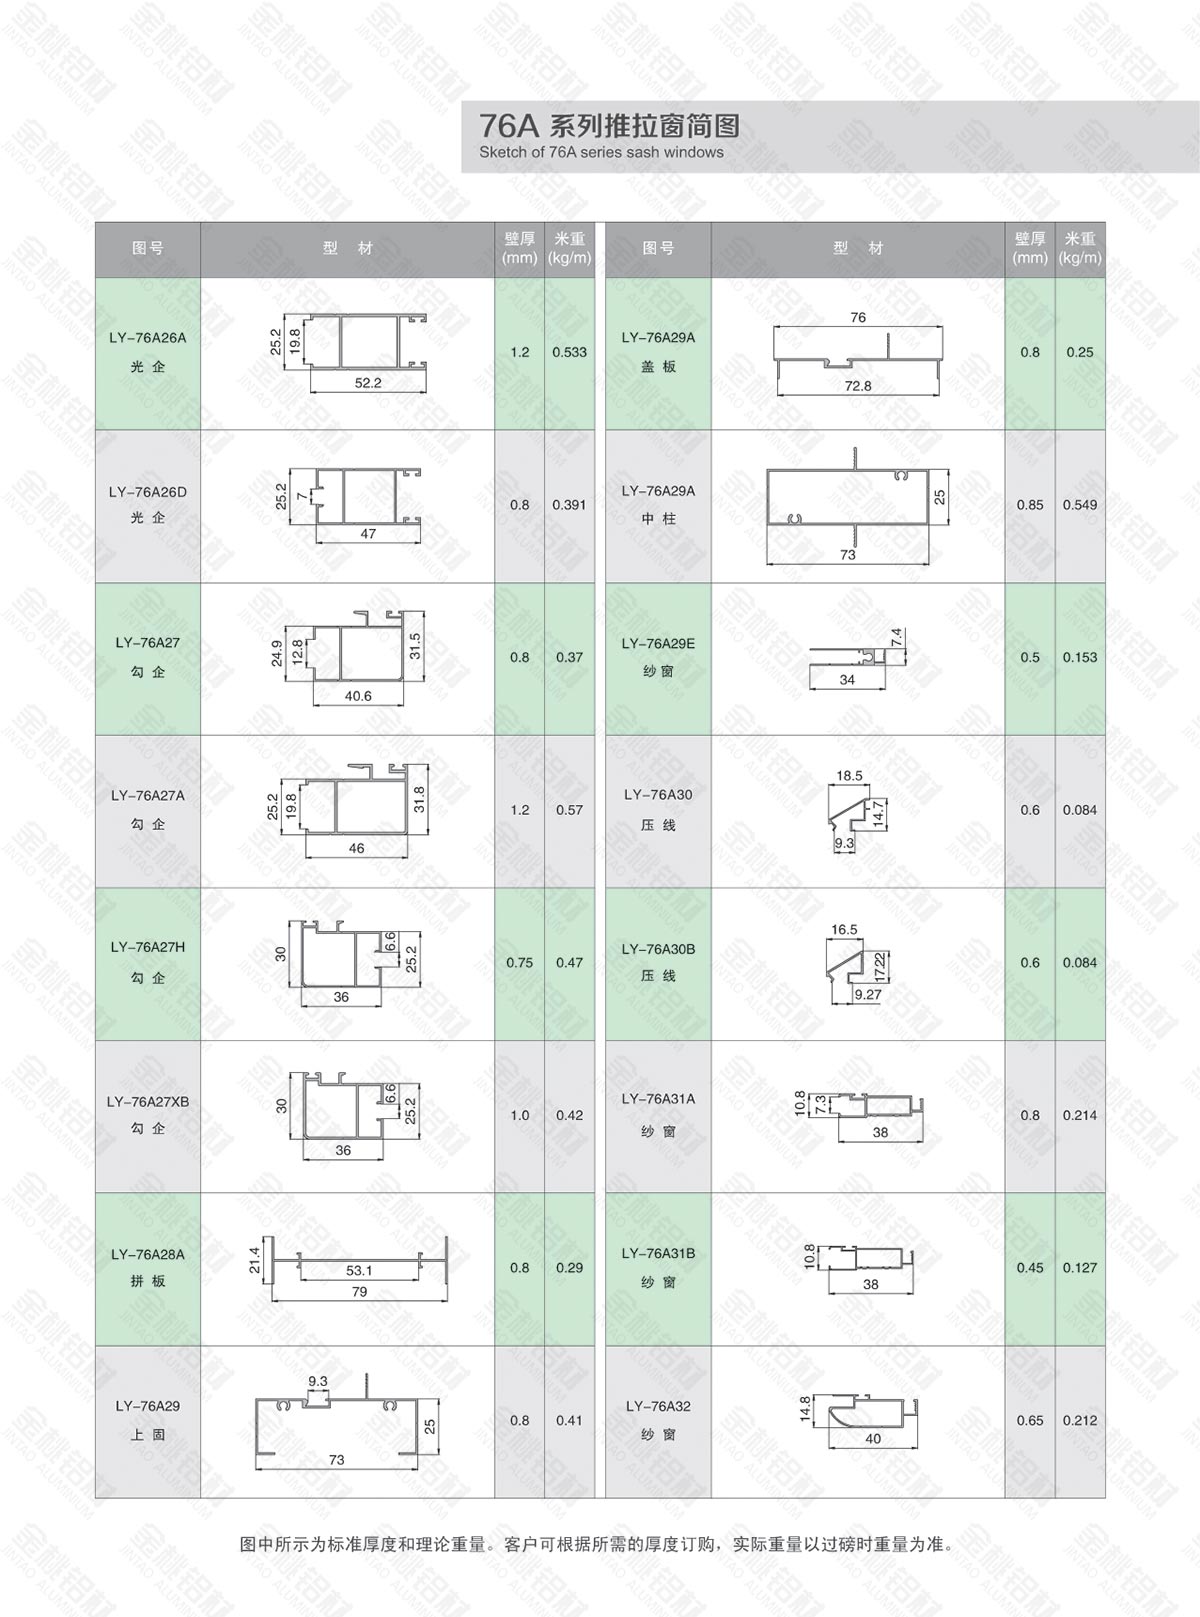 76A 系列推拉窗简图
Sketch of 76A series sash windows
图号 型 材 壁厚(mm) 米重(kg/m) 图号 型 材 壁厚(mm) 米重(kg/m)
LY-76A26A
光 企
25.2
19.8
52.2
1.2
0.533
LY-76A29A
盖 板
76
72.8
0.8
0.25
LY-76A26D
光 企
25.2
7
47
0.8
0.391
LY-76A29A
中 柱
25
73
0.85
0.549
LY-76A27
勾 企
24.9
12.8
31.5
40.6
0.8
0.37
LY-76A29E
纱窗
7.4
34
0.5
0.153
LY-76A27A
勾 企
25.2
19.8
31.8
46
1.2
0.57
LY-76A30
压 线
18.5
14.7
9.3
0.6
0.084
LY-76A27H
勾 企
30
6.6
25.2
36
0.75
0.47
LY-76A30B
压 线
16.5
17.22
9.27
0.6
0.084
LY-76A27XB
勾 企
30
6.6
25.2
36
1.0
0.42
LY-76A31A
纱 窗
10.8
7.3
38
0.8
0.214
LY-76A28A
拼 板
21.4
53.1
79
0.8
0.29
LY-76A31B
纱 窗
10.8
38
0.45
0.127
LY-76A29
上 固
9.3
25
73
0.8
0.41
LY-76A32
纱 窗
14.8
40
0.65
0.212
图中所示为标准厚度和理论重量。客户可根据所需的厚度订购，实际重量以过磅时重量为准。
金桃铝材
JINTAO ALUMINIUM